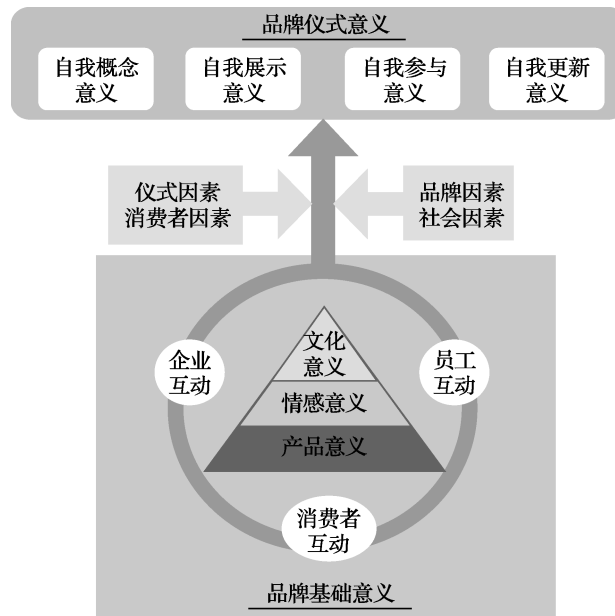 品牌仪式意义
自我概念
意义
自我展示
意义
自我参与
意义
自我更新
意义
仪式因素
消费者因素
品牌因素
社会因素
文化
意义
企业
互动
员工
互动
情感意义
产品意义
消费者
互动
品牌基础意义